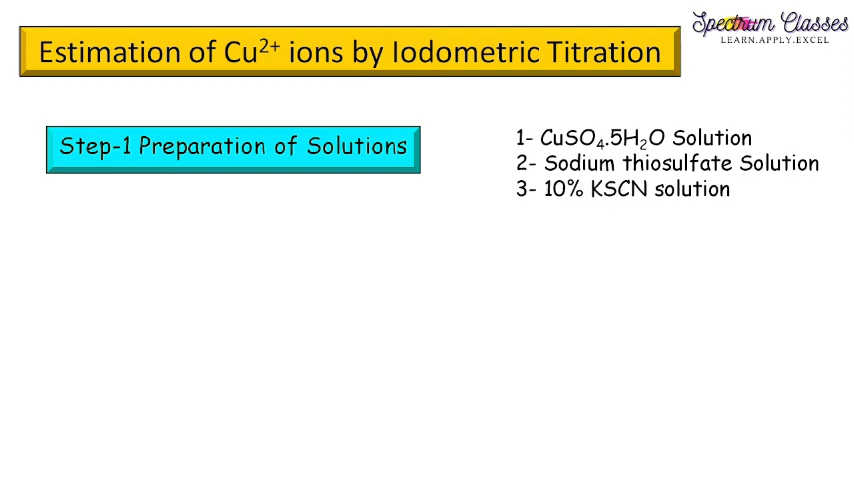 Spectrum Classes
LEARN.APPLY.EXCEL
Estimation of Cu²⁺ ions by Iodometric Titration
Step-1 Preparation of Solutions
1- CuSO₄.5H₂O Solution
2- Sodium thiosulfate Solution
3- 10% KSCN solution